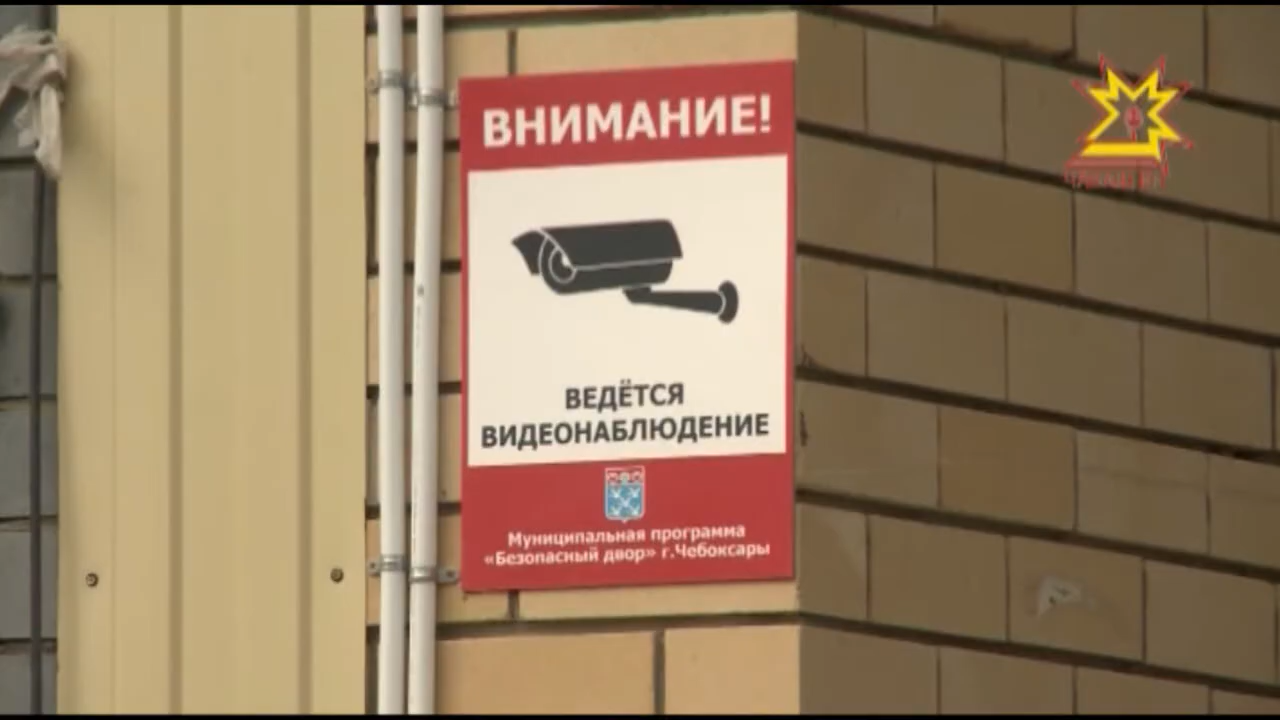 ВНИМАНИЕ!
ВЕДЁТСЯ
ВИДЕОНАБЛЮДЕНИЕ
Муниципальная программа
«Безопасный двор» г.Чебоксары